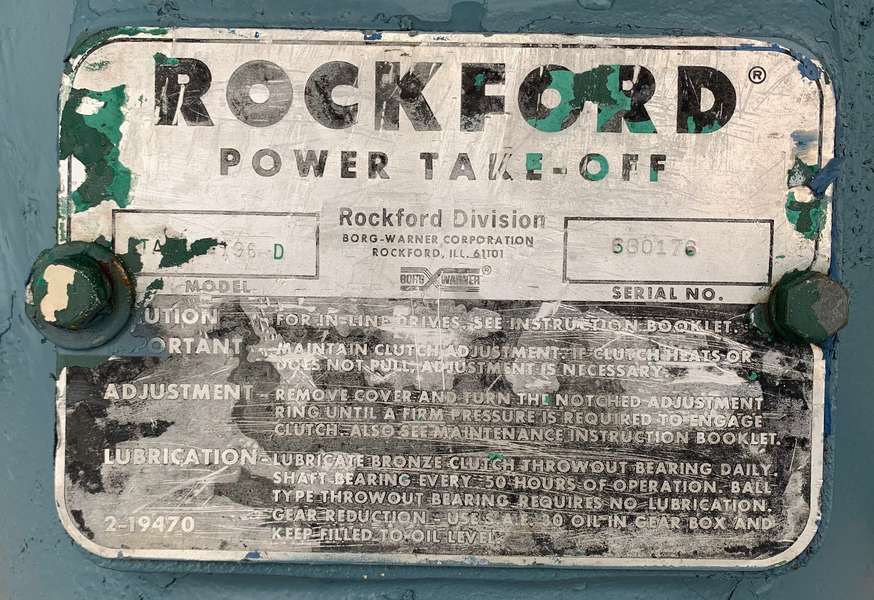 ROCKFORD®
POWER TAKE-OFF
Rockford Division
BORG-WARNER CORPORATION
ROCKFORD, ILL. 61101
BORG WARNER®
D
MODEL
SERIAL NO.
UTION - FOR IN-LINE DRIVES, SEE INSTRUCTION BOOKLET.
ORTANT - MAINTAIN CLUTCH ADJUSTMENT. IF CLUTCH HEATS OR
DOES NOT PULL, ADJUSTMENT IS NECESSARY.
ADJUSTMENT - REMOVE COVER AND TURN THE NOTCHED ADJUSTMENT
RING UNTIL A FIRM PRESSURE IS REQUIRED TO ENGAGE
CLUTCH. ALSO SEE MAINTENANCE INSTRUCTION BOOKLET.
LUBRICATION - LUBRICATE BRONZE CLUTCH THROWOUT BEARING DAILY.
SHAFT BEARING EVERY 50 HOURS OF OPERATION. BALL
TYPE THROWOUT BEARING REQUIRES NO LUBRICATION.
GEAR REDUCTION - USE S.A.E. 30 OIL IN GEAR BOX AND
KEEP FILLED TO OIL LEVEL.
2-19470